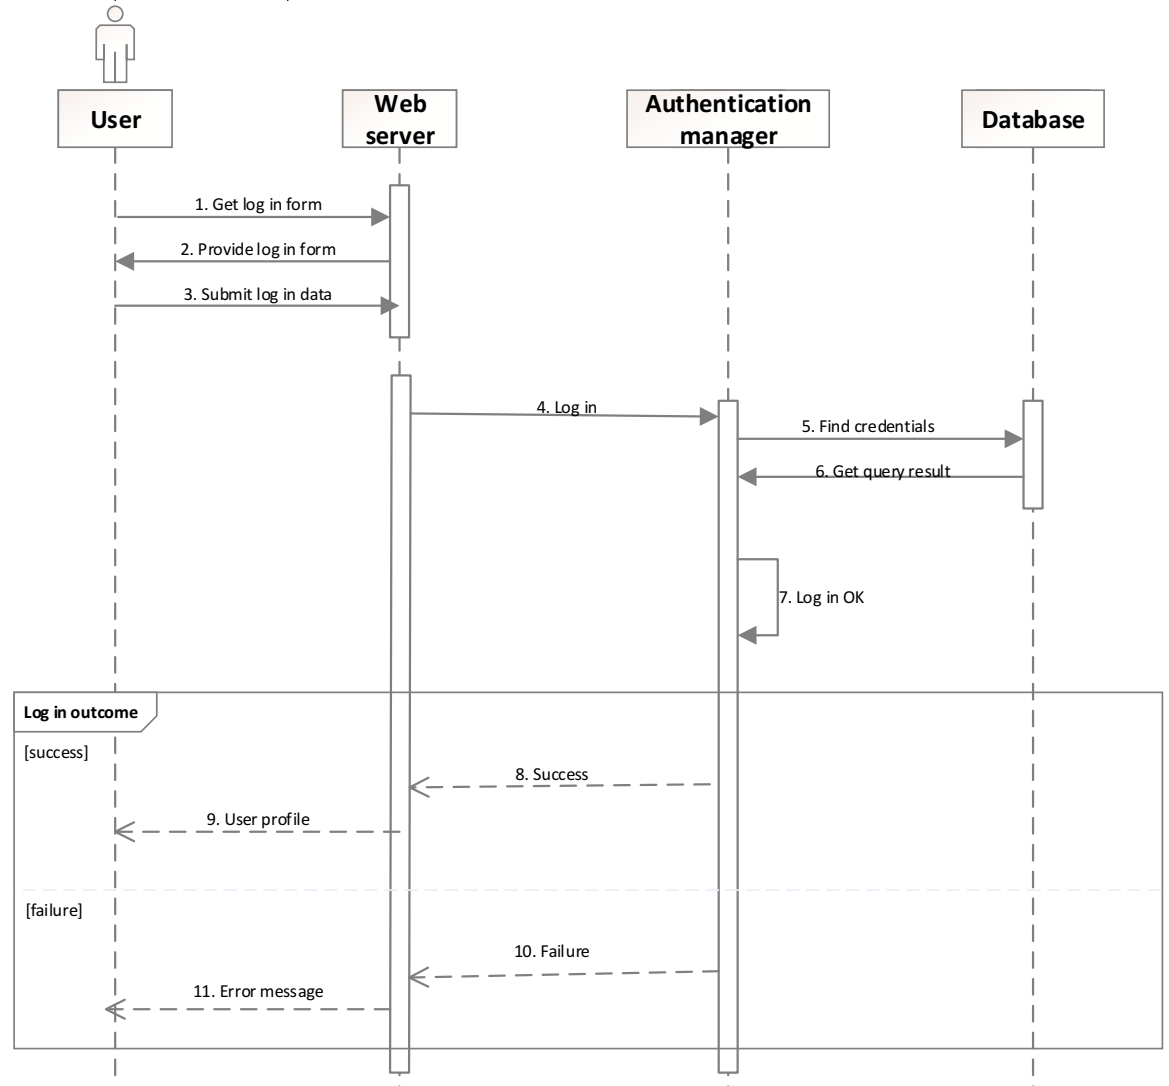 User
Web
server
Authentication
manager
Database
1. Get log in form
2. Provide log in form
3. Submit log in data
4. Log in
5. Find credentials
6. Get query result
7. Log in OK
Log in outcome
[success]
8. Success
9. User profile
[failure]
10. Failure
11. Error message